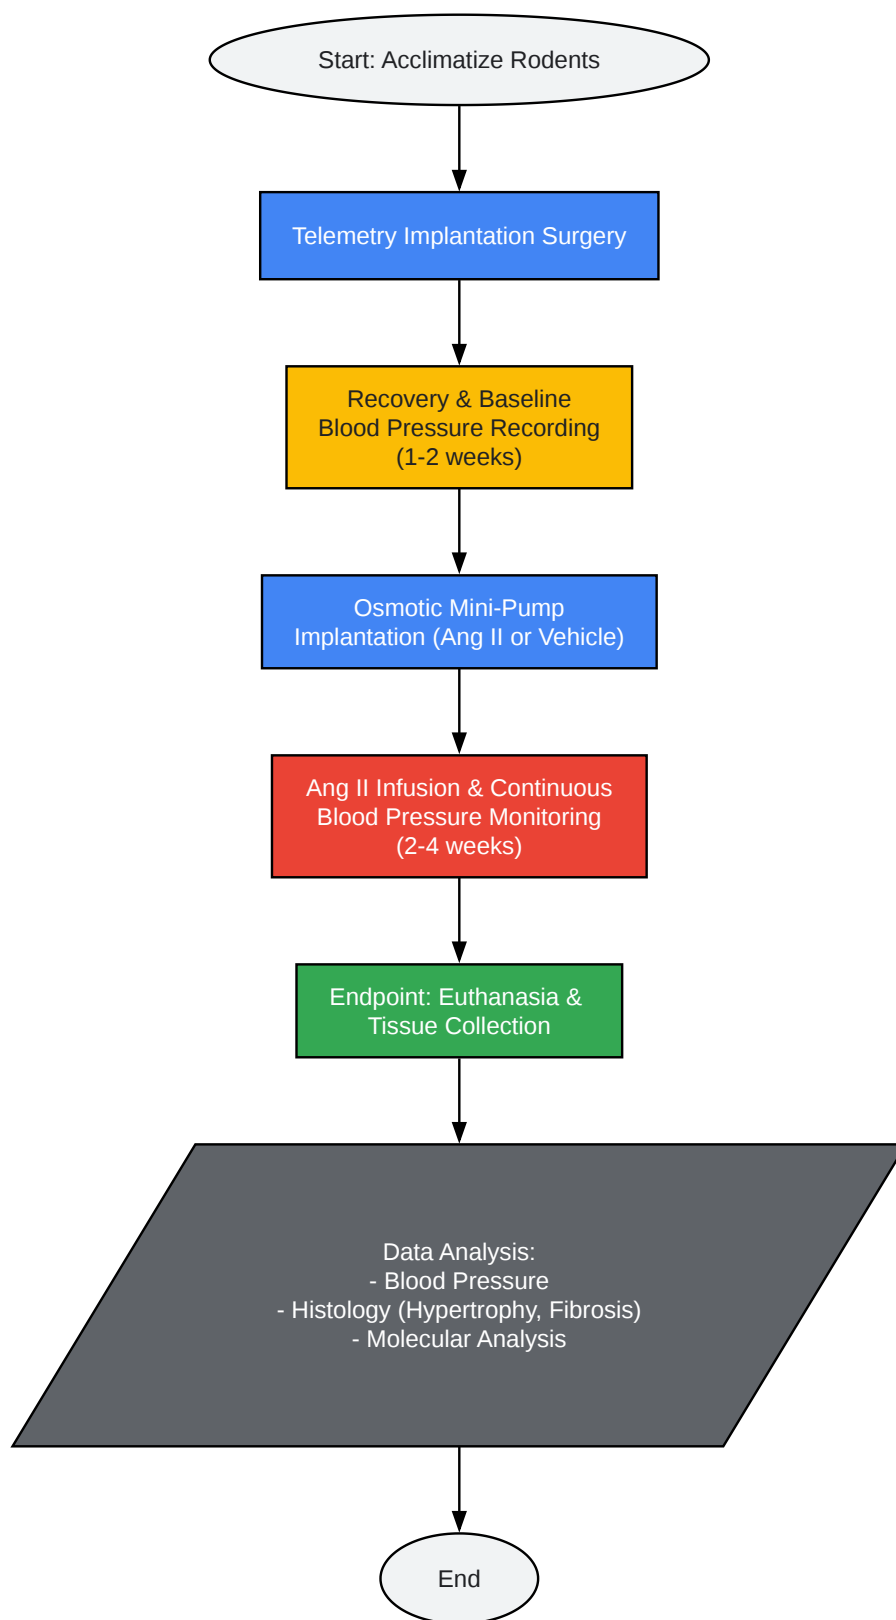 Start: Acclimatize Rodents
Telemetry Implantation Surgery
Recovery & Baseline
Blood Pressure Recording
(1-2 weeks)
Osmotic Mini-Pump
Implantation (Ang II or Vehicle)
Ang II Infusion & Continuous
Blood Pressure Monitoring
(2-4 weeks)
Endpoint: Euthanasia &
Tissue Collection
Data Analysis:
- Blood Pressure
- Histology (Hypertrophy, Fibrosis)
- Molecular Analysis
End